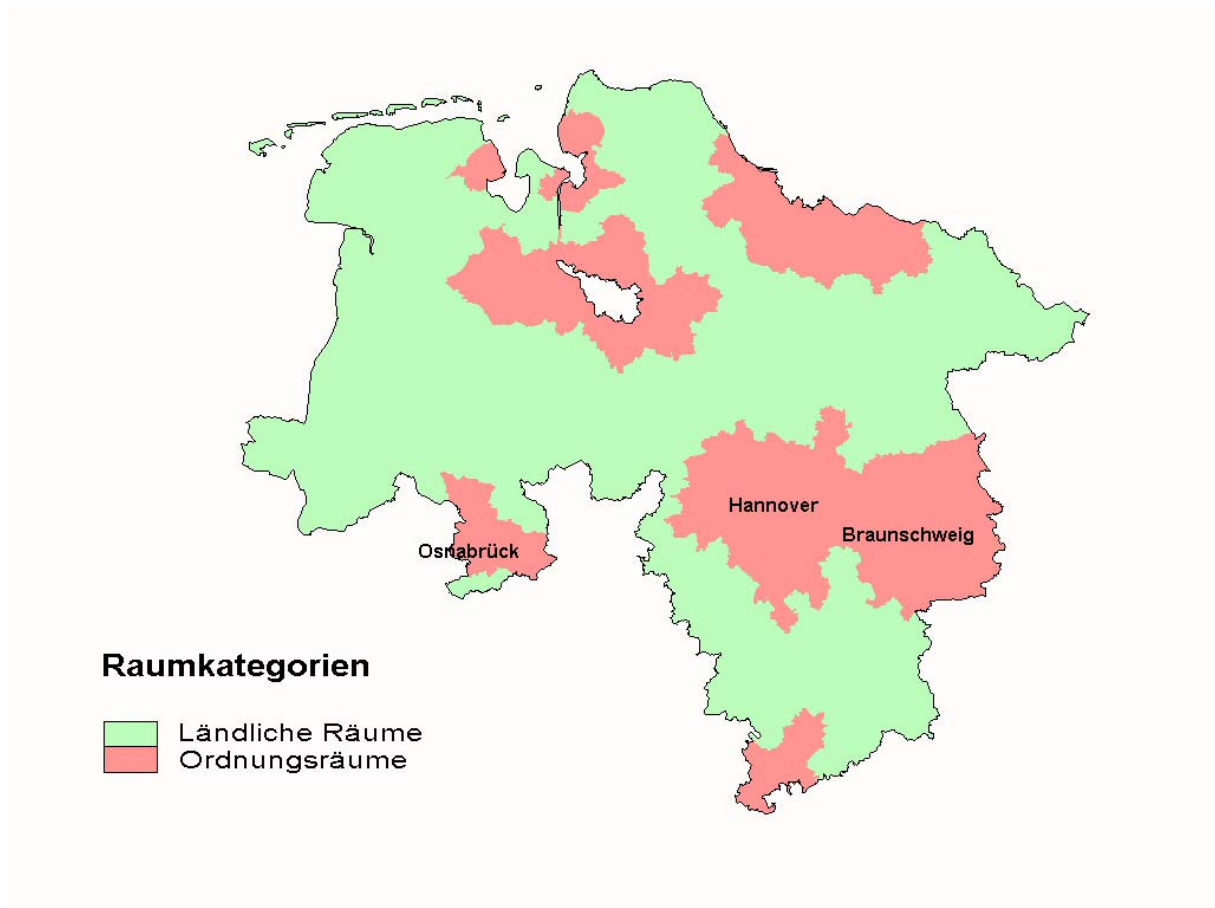 Hannover
Braunschweig
Osnabrück
Raumkategorien
Ländliche Räume
Ordnungsräume